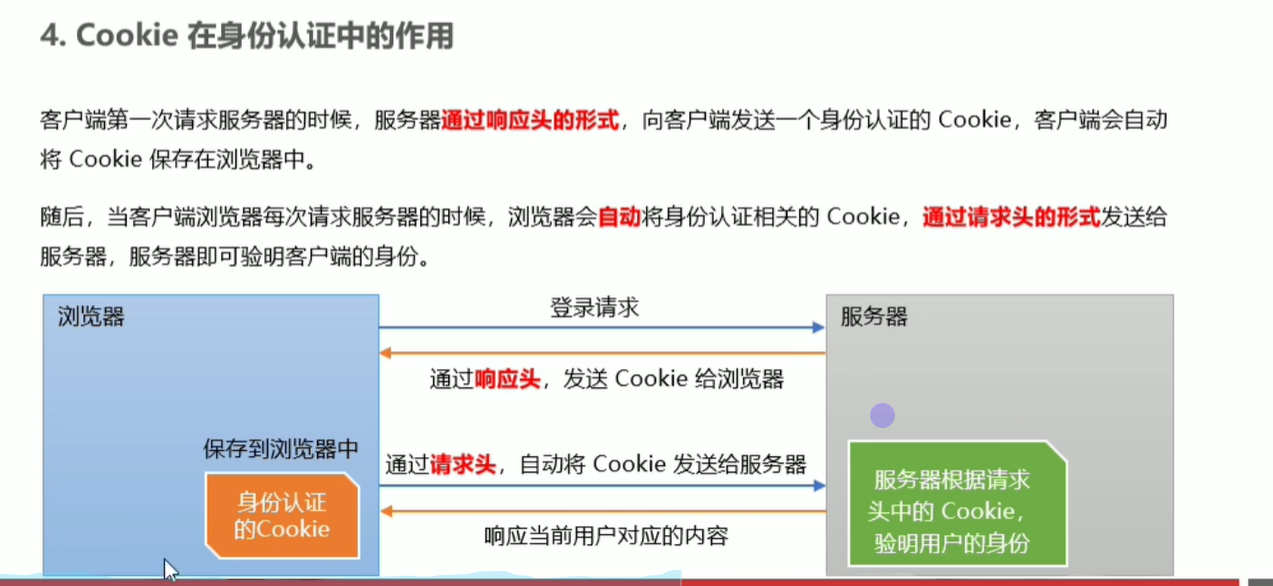 4. Cookie 在身份认证中的作用
客户端第一次请求服务器的时候，服务器通过响应头的形式，向客户端发送一个身份认证的 Cookie，客户端会自动
将 Cookie 保存在浏览器中。
随后，当客户端浏览器每次请求服务器的时候，浏览器会自动将身份认证相关的 Cookie，通过请求头的形式发送给
服务器，服务器即可验明客户端的身份。
浏览器
登录请求
服务器
通过响应头，发送 Cookie 给浏览器
保存到浏览器中
通过请求头，自动将 Cookie 发送给服务器
身份认证
的Cookie
服务器根据请求
头中的 Cookie，
验明用户的身份
响应当前用户对应的内容